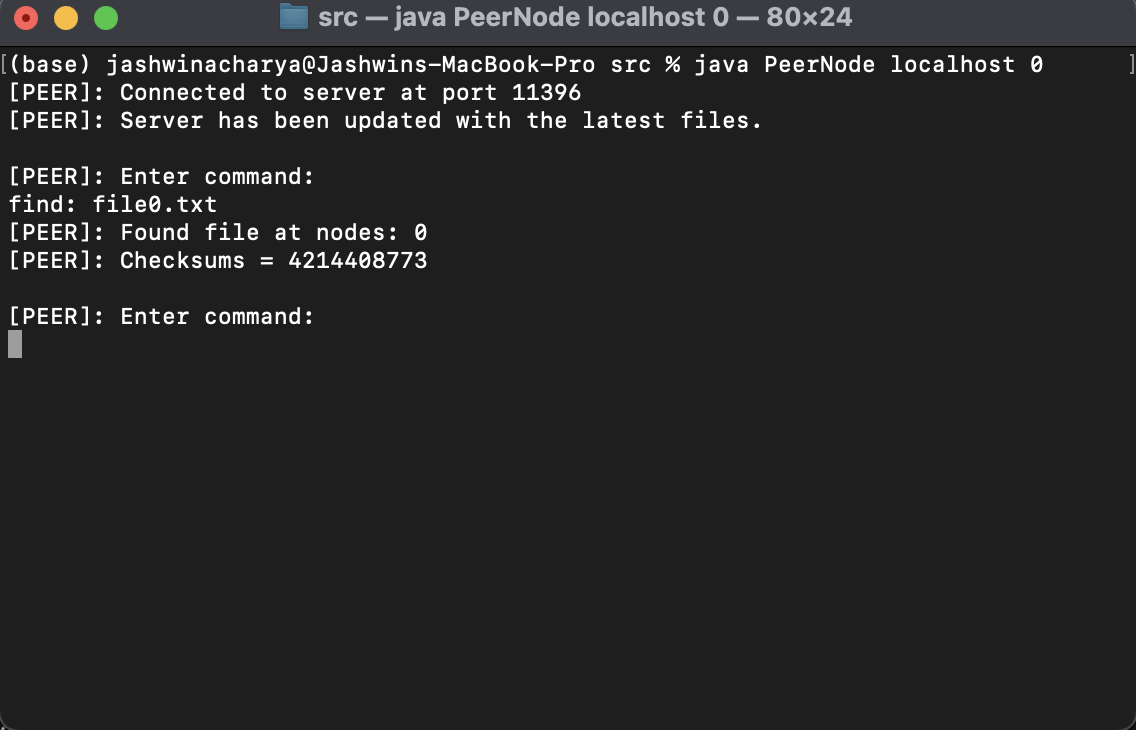 src — java PeerNode localhost 0 — 80×24
[(base) jashwinacharya@Jashwins-MacBook-Pro src % java PeerNode localhost 0 ]
[PEER]: Connected to server at port 11396
[PEER]: Server has been updated with the latest files.
[PEER]: Enter command:
find: file0.txt
[PEER]: Found file at nodes: 0
[PEER]: Checksums = 4214408773
[PEER]: Enter command: